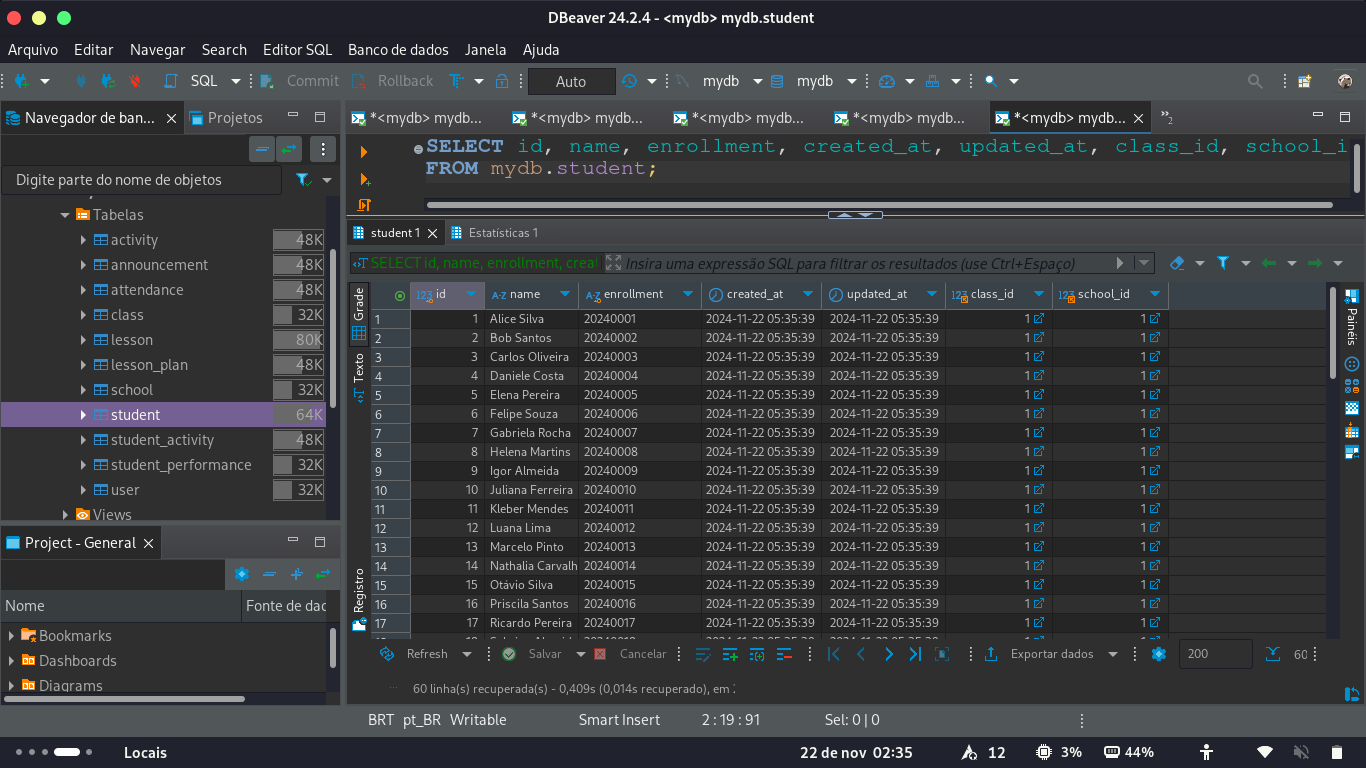 DBeaver 24.2.4 - <mydb> mydb.student
Arquivo Editar Navegar Search Editor SQL Banco de dados Janela Ajuda
SQL Commit Rollback Auto mydb mydb
Navegador de ban... Projetos
*<mydb> mydb... *<mydb> mydb... *<mydb> mydb... *<mydb> mydb... *<mydb> mydb... »2
Digite parte do nome de objetos
Tabelas
activity 48K
announcement 48K
attendance 48K
class 32K
lesson 80K
lesson_plan 48K
school 32K
student 64K
student_activity 48K
student_performance 32K
user 32K
Views
Project - General
Nome Fonte de dad
Bookmarks
Dashboards
Diagrams
SELECT id, name, enrollment, created_at, updated_at, class_id, school_i
FROM mydb.student;
student 1 Estatísticas 1
SELECT id, name, enrollment, crea Insira uma expressão SQL para filtrar os resultados (use Ctrl+Espaço)
Grade
Texto
Registro
123 id A-Z name A-Z enrollment created_at updated_at 123 class_id 123 school_id
1 1 Alice Silva 20240001 2024-11-22 05:35:39 2024-11-22 05:35:39 1 1
2 2 Bob Santos 20240002 2024-11-22 05:35:39 2024-11-22 05:35:39 1 1
3 3 Carlos Oliveira 20240003 2024-11-22 05:35:39 2024-11-22 05:35:39 1 1
4 4 Daniele Costa 20240004 2024-11-22 05:35:39 2024-11-22 05:35:39 1 1
5 5 Elena Pereira 20240005 2024-11-22 05:35:39 2024-11-22 05:35:39 1 1
6 6 Felipe Souza 20240006 2024-11-22 05:35:39 2024-11-22 05:35:39 1 1
7 7 Gabriela Rocha 20240007 2024-11-22 05:35:39 2024-11-22 05:35:39 1 1
8 8 Helena Martins 20240008 2024-11-22 05:35:39 2024-11-22 05:35:39 1 1
9 9 Igor Almeida 20240009 2024-11-22 05:35:39 2024-11-22 05:35:39 1 1
10 10 Juliana Ferreira 20240010 2024-11-22 05:35:39 2024-11-22 05:35:39 1 1
11 11 Kleber Mendes 20240011 2024-11-22 05:35:39 2024-11-22 05:35:39 1 1
12 12 Luana Lima 20240012 2024-11-22 05:35:39 2024-11-22 05:35:39 1 1
13 13 Marcelo Pinto 20240013 2024-11-22 05:35:39 2024-11-22 05:35:39 1 1
14 14 Nathalia Carvalh 20240014 2024-11-22 05:35:39 2024-11-22 05:35:39 1 1
15 15 Otávio Silva 20240015 2024-11-22 05:35:39 2024-11-22 05:35:39 1 1
16 16 Priscila Santos 20240016 2024-11-22 05:35:39 2024-11-22 05:35:39 1 1
17 17 Ricardo Pereira 20240017 2024-11-22 05:35:39 2024-11-22 05:35:39 1 1
Painéis
Refresh Salvar Cancelar Exportar dados 200 60
60 linha(s) recuperada(s) - 0,409s (0,014s recuperado), em
BRT pt_BR Writable Smart Insert 2 : 19 : 91 Sel: 0 | 0
Locais 22 de nov 02:35 12 3% 44%